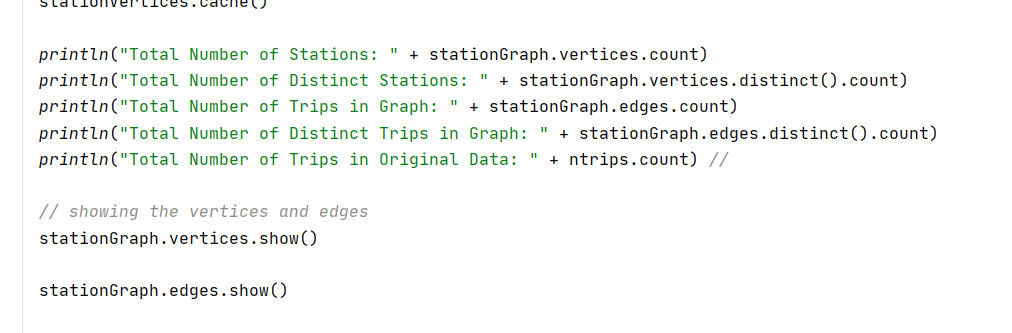 stationVertices.cache()
println("Total Number of Stations: " + stationGraph.vertices.count)
println("Total Number of Distinct Stations: " + stationGraph.vertices.distinct().count)
println("Total Number of Trips in Graph: " + stationGraph.edges.count)
println("Total Number of Distinct Trips in Graph: " + stationGraph.edges.distinct().count)
println("Total Number of Trips in Original Data: " + ntrips.count) //
// showing the vertices and edges
stationGraph.vertices.show()
stationGraph.edges.show()